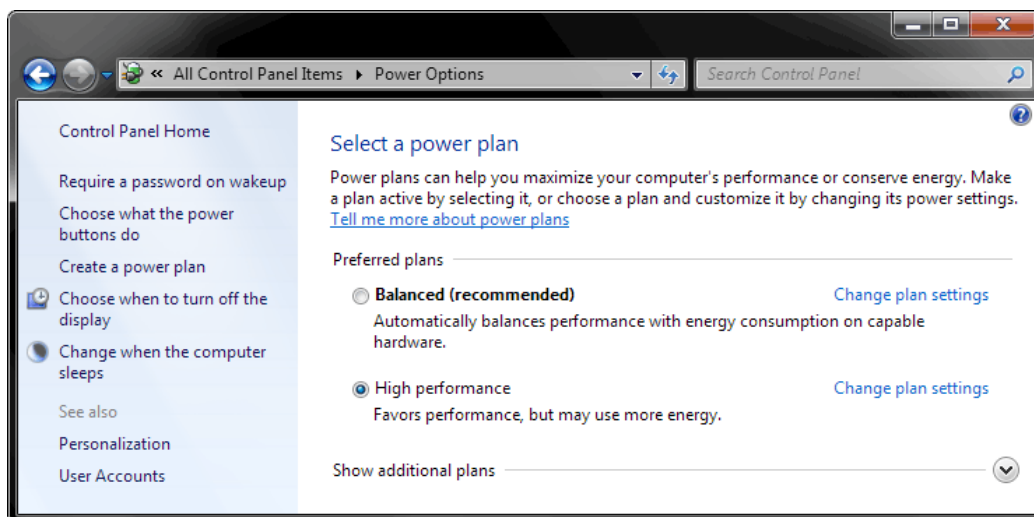 « All Control Panel Items ▸ Power Options
Search Control Panel
Control Panel Home
Require a password on wakeup
Choose what the power
buttons do
Create a power plan
Choose when to turn off the
display
Change when the computer
sleeps
See also
Personalization
User Accounts
Select a power plan
Power plans can help you maximize your computer's performance or conserve energy. Make
a plan active by selecting it, or choose a plan and customize it by changing its power settings.
Tell me more about power plans
Preferred plans
Balanced (recommended) Change plan settings
Automatically balances performance with energy consumption on capable
hardware.
High performance Change plan settings
Favors performance, but may use more energy.
Show additional plans